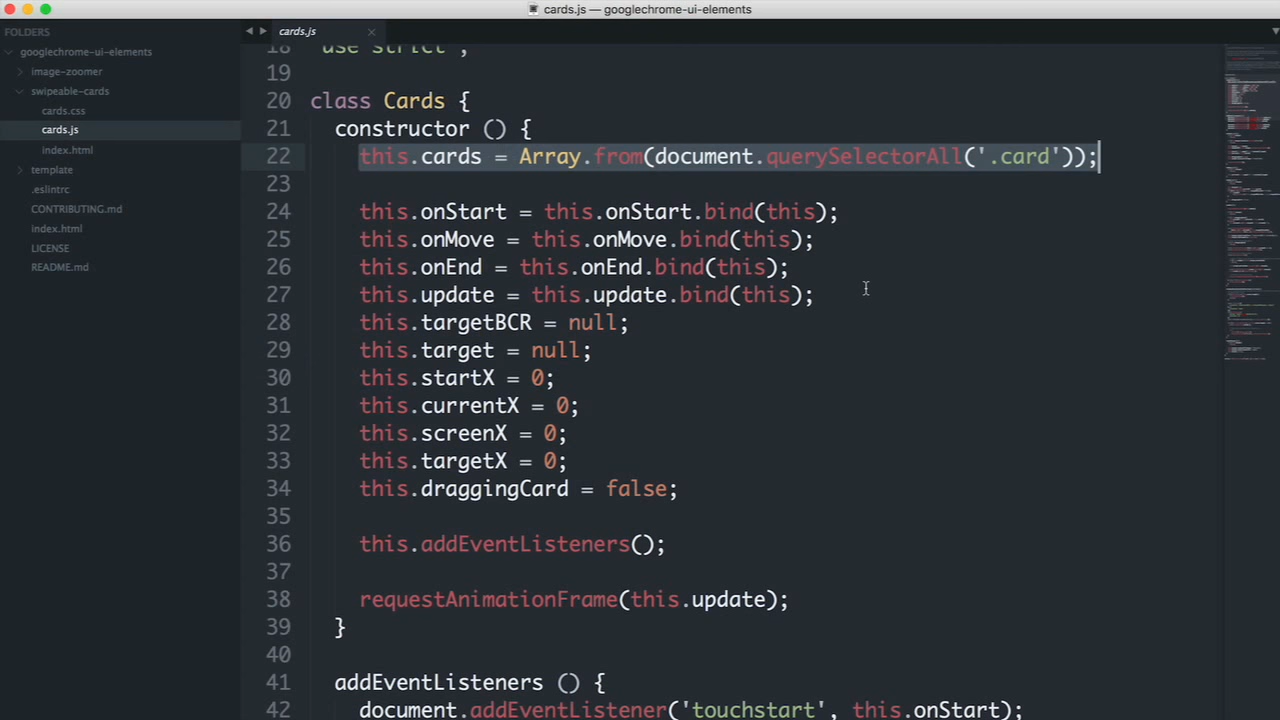 cards.js — googlechrome-ui-elements
FOLDERS
googlechrome-ui-elements
image-zoomer
swipeable-cards
cards.css
cards.js
index.html
template
.eslintrc
CONTRIBUTING.md
index.html
LICENSE
README.md
cards.js
18 'use strict';
19
20 class Cards {
21 constructor () {
22 this.cards = Array.from(document.querySelectorAll('.card'));
23
24 this.onStart = this.onStart.bind(this);
25 this.onMove = this.onMove.bind(this);
26 this.onEnd = this.onEnd.bind(this);
27 this.update = this.update.bind(this);
28 this.targetBCR = null;
29 this.target = null;
30 this.startX = 0;
31 this.currentX = 0;
32 this.screenX = 0;
33 this.targetX = 0;
34 this.draggingCard = false;
35
36 this.addEventListeners();
37
38 requestAnimationFrame(this.update);
39 }
40
41 addEventListeners () {
42 document.addEventListener('touchstart', this.onStart);